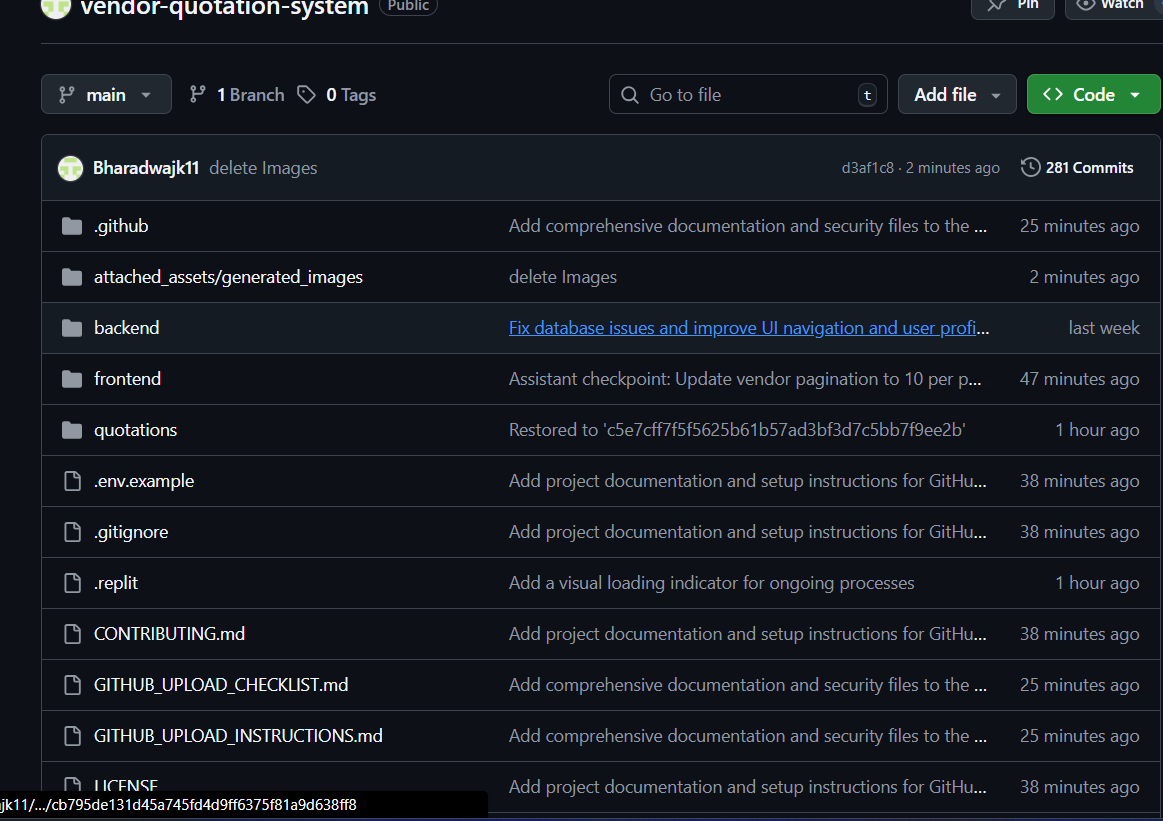 vendor-quotation-system Public Pin Watch
main 1 Branch 0 Tags Go to file t Add file Code
Bharadwajk11 delete Images d3af1c8 · 2 minutes ago 281 Commits
.github Add comprehensive documentation and security files to the ... 25 minutes ago
attached_assets/generated_images delete Images 2 minutes ago
backend Fix database issues and improve UI navigation and user profi... last week
frontend Assistant checkpoint: Update vendor pagination to 10 per p... 47 minutes ago
quotations Restored to 'c5e7cff7f5f5625b61b57ad3bf3d7c5bb7f9ee2b' 1 hour ago
.env.example Add project documentation and setup instructions for GitHu... 38 minutes ago
.gitignore Add project documentation and setup instructions for GitHu... 38 minutes ago
.replit Add a visual loading indicator for ongoing processes 1 hour ago
CONTRIBUTING.md Add project documentation and setup instructions for GitHu... 38 minutes ago
GITHUB_UPLOAD_CHECKLIST.md Add comprehensive documentation and security files to the ... 25 minutes ago
GITHUB_UPLOAD_INSTRUCTIONS.md Add comprehensive documentation and security files to the ... 25 minutes ago
LICENSE Add project documentation and setup instructions for GitHu... 38 minutes ago
jk11/.../cb795de131d45a745fd4d9ff6375f81a9d638ff8